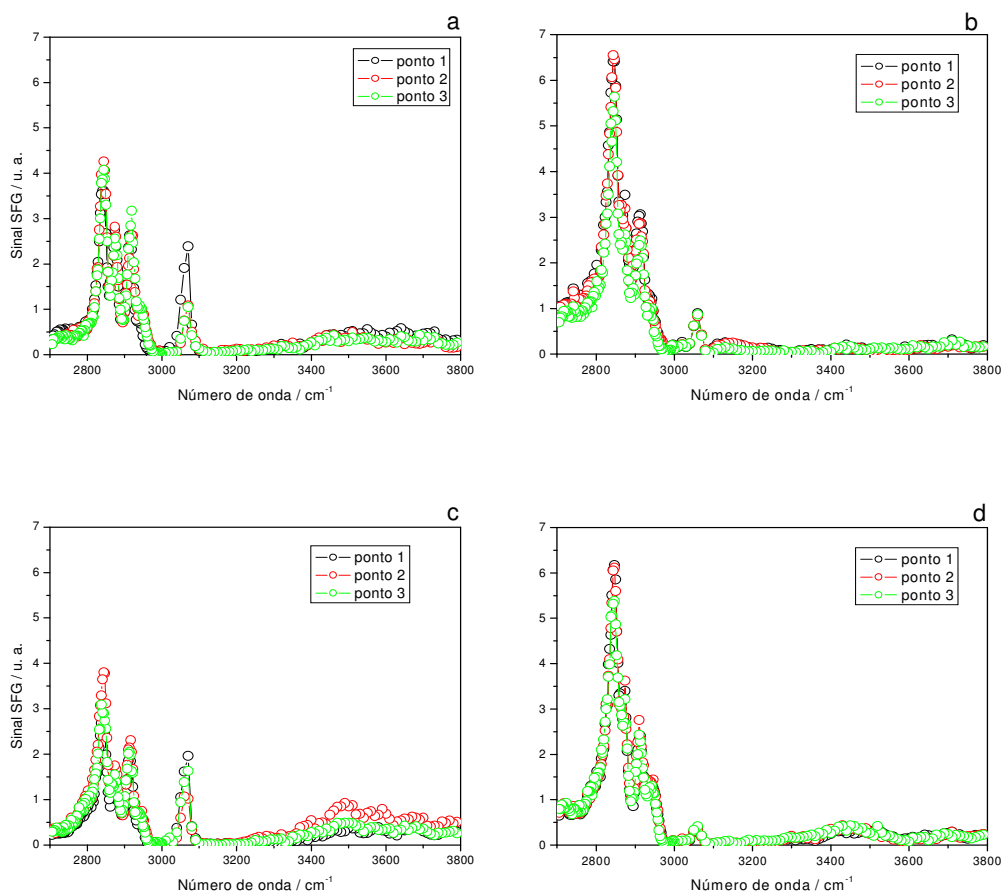 a
7
6
5
4
3
2
1
0
Sinal SFG / u. a.
ponto 1
ponto 2
ponto 3
2800 3000 3200 3400 3600 3800
Número de onda / cm⁻¹
b
7
6
5
4
3
2
1
0
ponto 1
ponto 2
ponto 3
2800 3000 3200 3400 3600 3800
Número de onda / cm⁻¹
c
7
6
5
4
3
2
1
0
Sinal SFG / u. a.
ponto 1
ponto 2
ponto 3
2800 3000 3200 3400 3600 3800
Número de onda / cm⁻¹
d
7
6
5
4
3
2
1
0
ponto 1
ponto 2
ponto 3
2800 3000 3200 3400 3600 3800
Número de onda / cm⁻¹